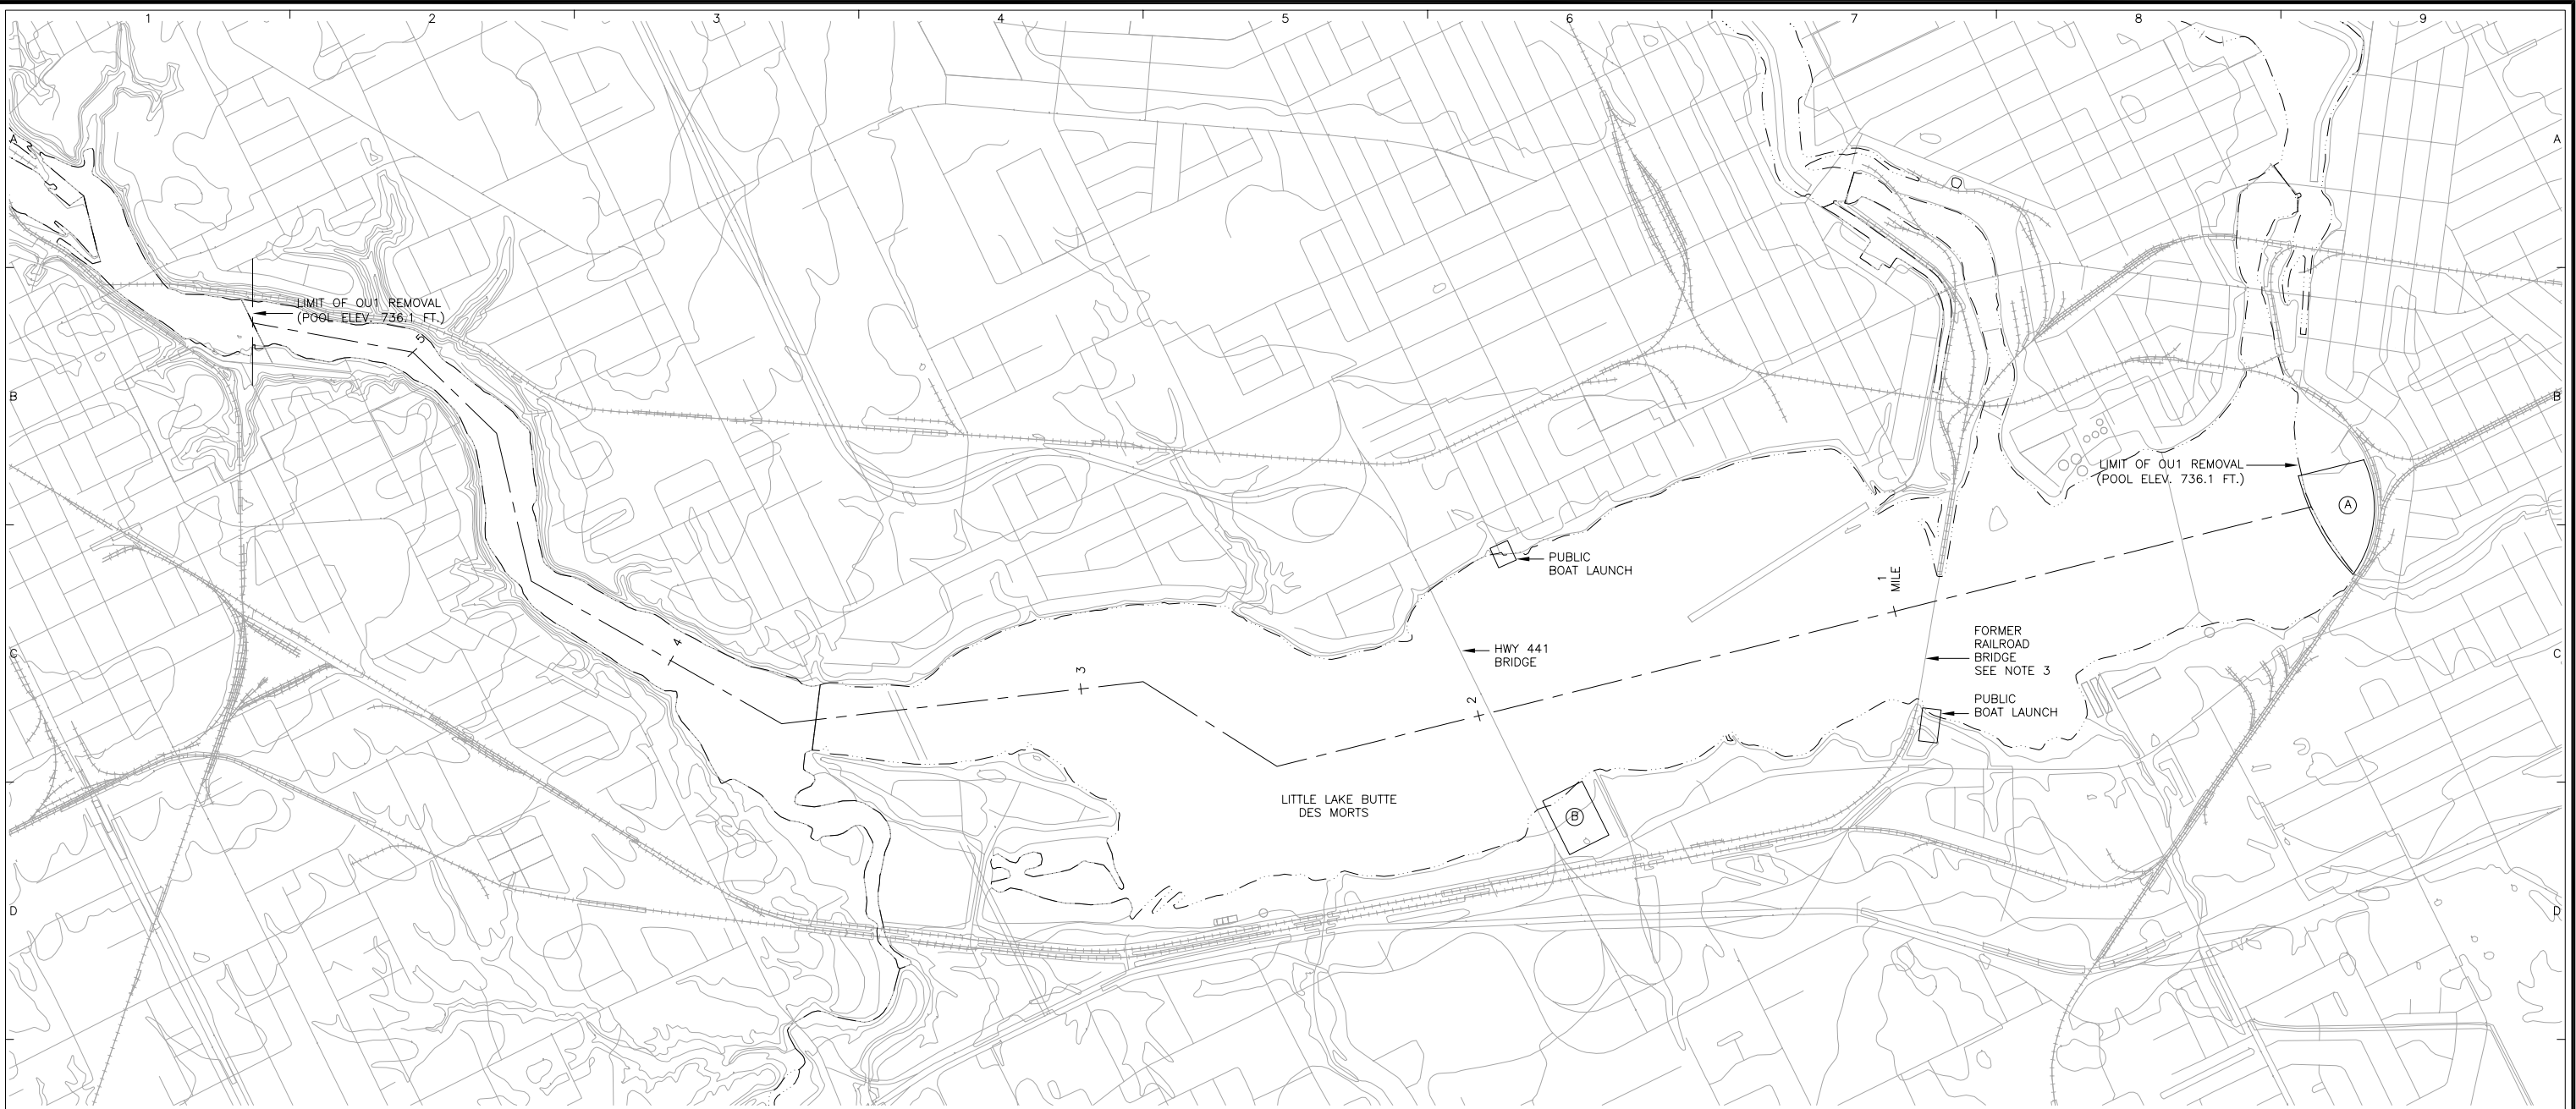 1 2 3 4 5 6 7 8 9
A A
LIMIT OF OU1 REMOVAL
(POOL ELEV. 736.1 FT.)
5
B B
LIMIT OF OU1 REMOVAL
(POOL ELEV. 736.1 FT.)
A
PUBLIC
BOAT LAUNCH
1
MILE
4
HWY 441
BRIDGE
FORMER
RAILROAD
BRIDGE
SEE NOTE 3
C C
3
2
PUBLIC
BOAT LAUNCH
LITTLE LAKE BUTTE
DES MORTS
B
D D